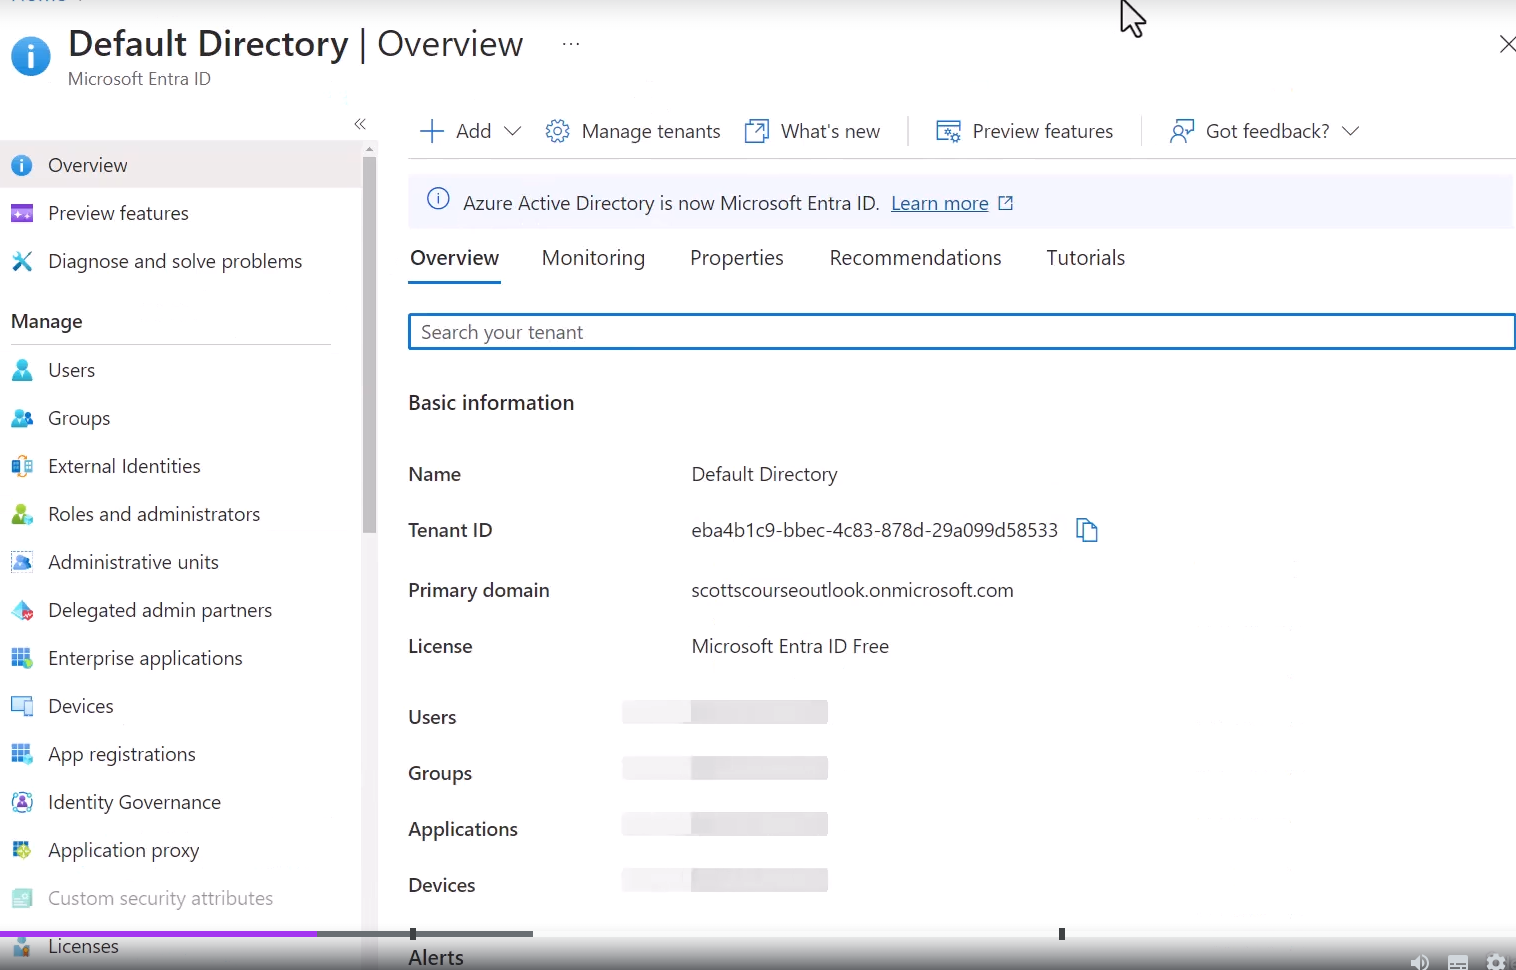 Default Directory | Overview ...
Microsoft Entra ID
«
Overview
Preview features
Diagnose and solve problems
Manage
Users
Groups
External Identities
Roles and administrators
Administrative units
Delegated admin partners
Enterprise applications
Devices
App registrations
Identity Governance
Application proxy
Custom security attributes
Licenses
Add
Manage tenants
What's new
Preview features
Got feedback?
Azure Active Directory is now Microsoft Entra ID. Learn more
Overview Monitoring Properties Recommendations Tutorials
Search your tenant
Basic information
Name Default Directory
Tenant ID eba4b1c9-bbec-4c83-878d-29a099d58533
Primary domain scottscourseoutlook.onmicrosoft.com
License Microsoft Entra ID Free
Users
Groups
Applications
Devices
Alerts